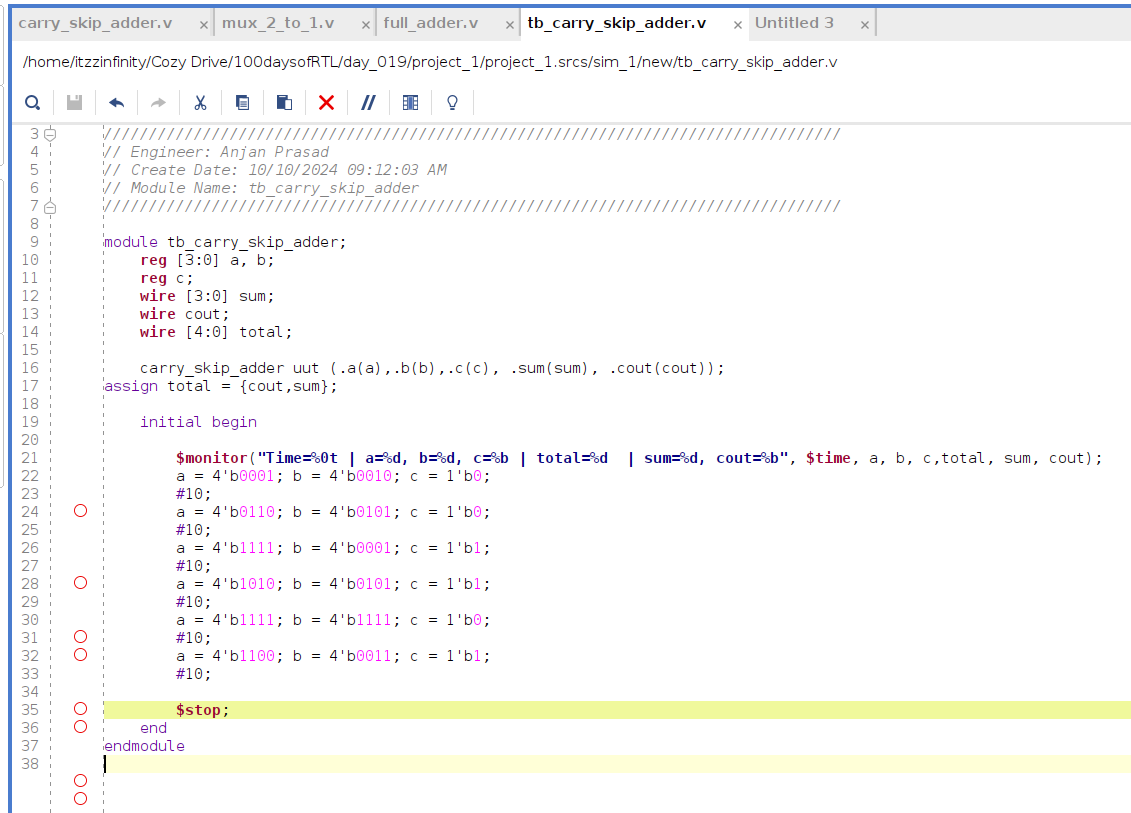 carry_skip_adder.v × mux_2_to_1.v × full_adder.v × tb_carry_skip_adder.v × Untitled 3 ×
/home/itzzinfinity/Cozy Drive/100daysofRTL/day_019/project_1/project_1.srcs/sim_1/new/tb_carry_skip_adder.v
3 //////////////////////////////////////////////////////////////////////////////////
4 // Engineer: Anjan Prasad
5 // Create Date: 10/10/2024 09:12:03 AM
6 // Module Name: tb_carry_skip_adder
7 //////////////////////////////////////////////////////////////////////////////////
8
9 module tb_carry_skip_adder;
10 reg [3:0] a, b;
11 reg c;
12 wire [3:0] sum;
13 wire cout;
14 wire [4:0] total;
15
16 carry_skip_adder uut (.a(a),.b(b),.c(c), .sum(sum), .cout(cout));
17 assign total = {cout,sum};
18
19 initial begin
20
21 $monitor("Time=%0t | a=%d, b=%d, c=%b | total=%d  | sum=%d, cout=%b", $time, a, b, c,total, sum, cout);
22 a = 4'b0001; b = 4'b0010; c = 1'b0;
23 #10;
24 a = 4'b0110; b = 4'b0101; c = 1'b0;
25 #10;
26 a = 4'b1111; b = 4'b0001; c = 1'b1;
27 #10;
28 a = 4'b1010; b = 4'b0101; c = 1'b1;
29 #10;
30 a = 4'b1111; b = 4'b1111; c = 1'b0;
31 #10;
32 a = 4'b1100; b = 4'b0011; c = 1'b1;
33 #10;
34
35 $stop;
36 end
37 endmodule
38